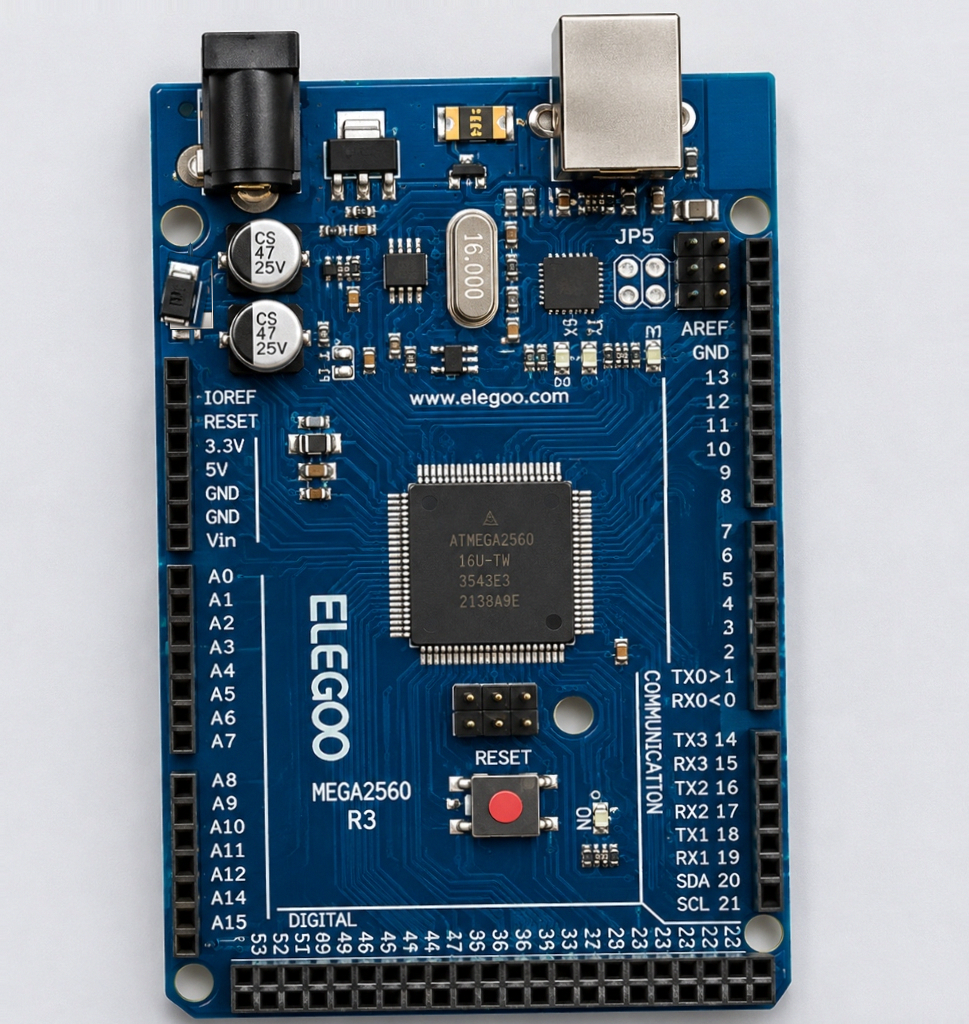 CS
47
25V
CS
47
25V
16.000
JP5
AREF
GND
13
12
11
10
9
8
7
6
5
4
3
2
TX0>1
RX0<0
www.elegoo.com
IOREF
RESET
3.3V
5V
GND
GND
Vin
A0
A1
A2
A3
A4
A5
A6
A7
A8
A9
A10
A11
A12
A14
A15
ATMEGA2560
16U-TW
3543E3
2138A9E
ELEGOO
MEGA2560
R3
RESET
ON
COMMUNICATION
TX3 14
RX3 15
TX2 16
RX2 17
TX1 18
RX1 19
SDA 20
SCL 21
DIGITAL